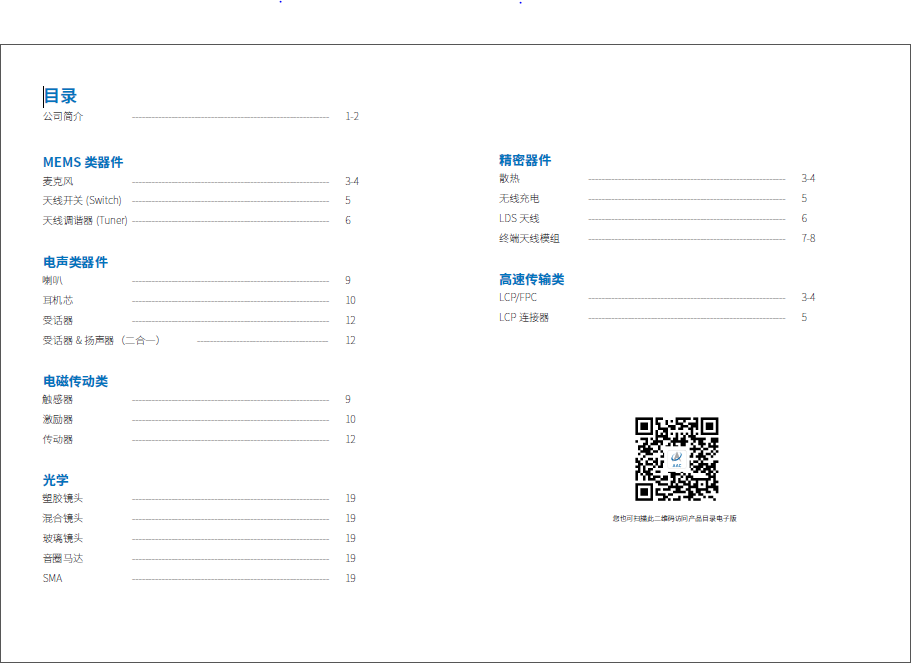 目录
公司简介 1-2
MEMS 类器件
麦克风 3-4
天线开关 (Switch) 5
天线调谐器 (Tuner) 6
电声类器件
喇叭 9
耳机芯 10
受话器 12
受话器 & 扬声器（二合一） 12
电磁传动类
触感器 9
激励器 10
传动器 12
光学
塑胶镜头 19
混合镜头 19
玻璃镜头 19
音圈马达 19
SMA 19
精密器件
散热 3-4
无线充电 5
LDS 天线 6
终端天线模组 7-8
高速传输类
LCP/FPC 3-4
LCP 连接器 5
AAC
您也可扫描此二维码访问产品目录电子版